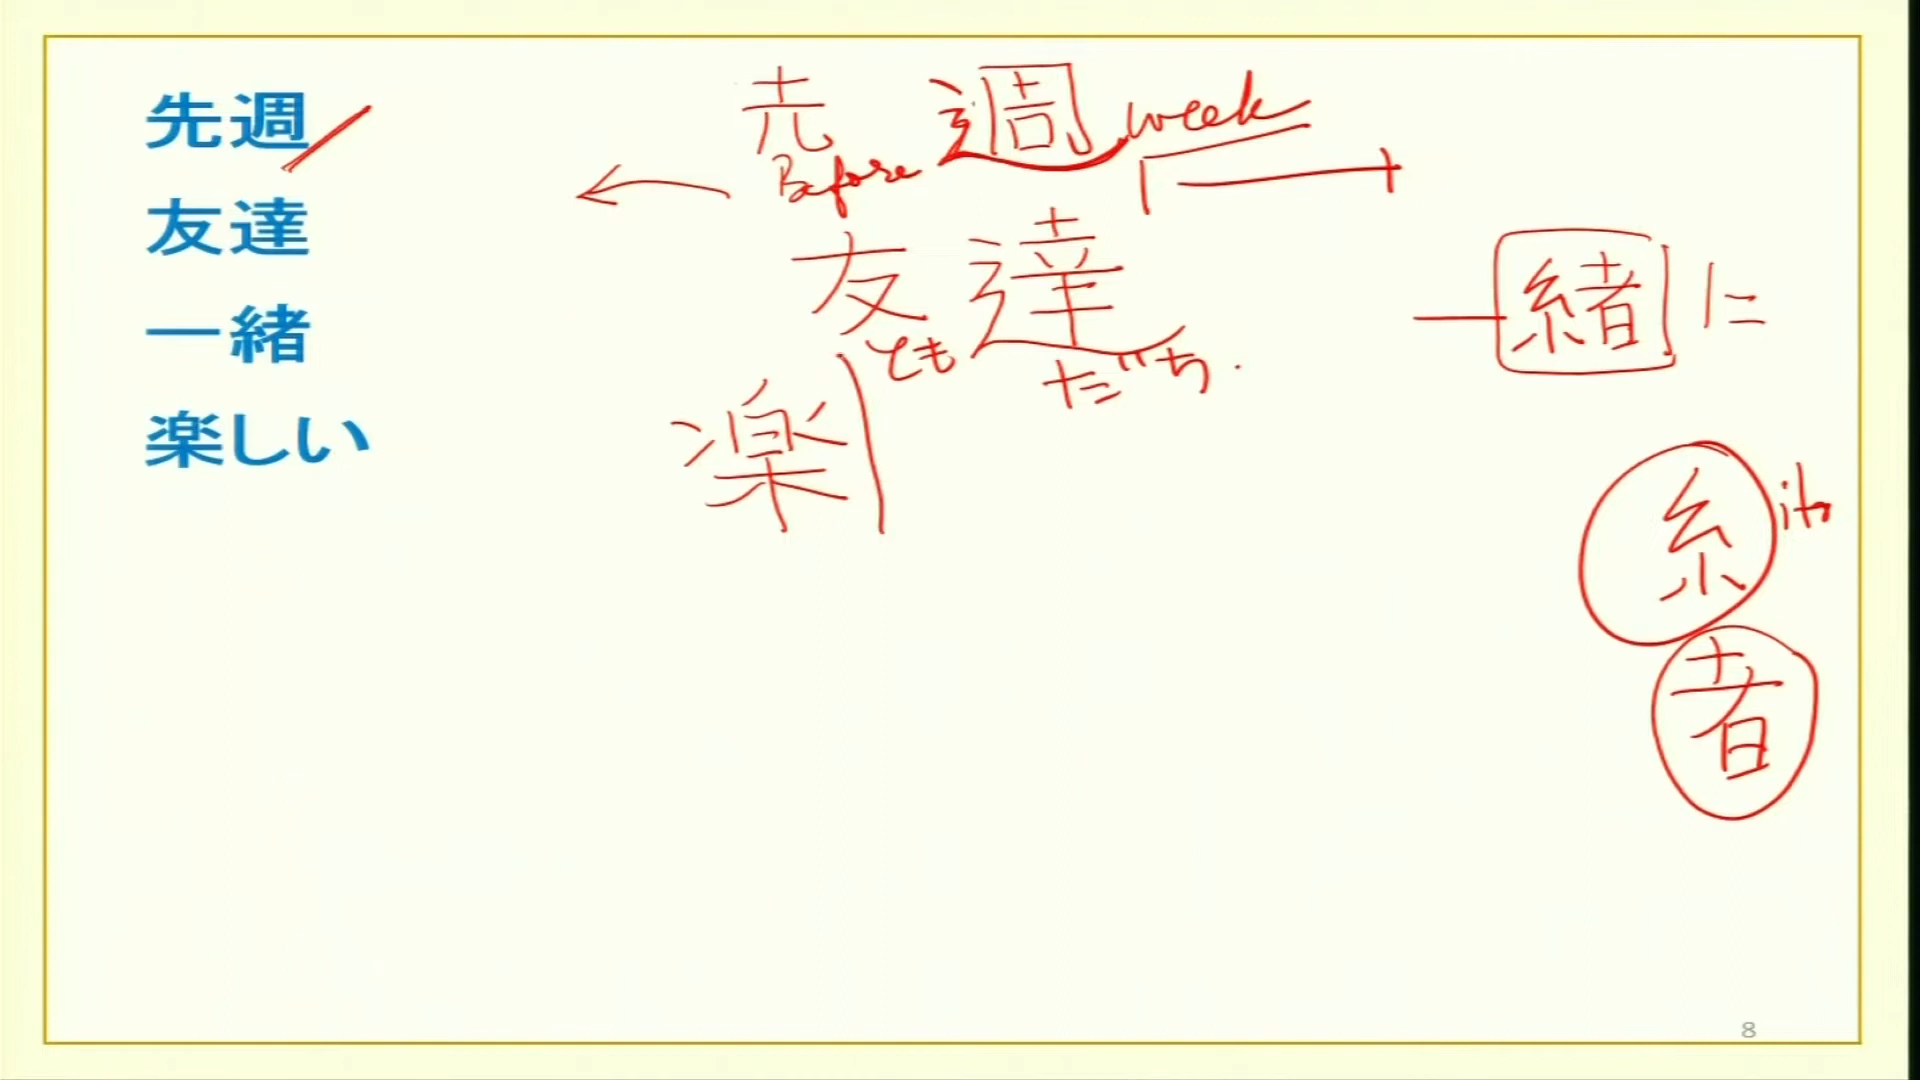 先週
友達
一緒
楽しい
先 週 week
Before
友達
とも だち.
一緒に
楽
糸 ito
者
8